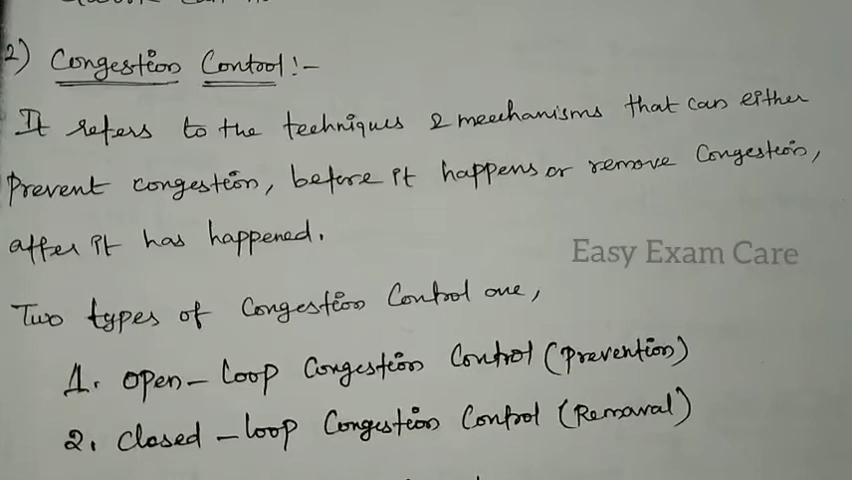 2) Congestion Control:-
It refers to the techniques & mechanisms that can either
Prevent congestion, before it happens or remove Congestion,
after it has happened.
Easy Exam Care
Two types of Congestion Control are,
1. Open-Loop Congestion Control (Prevention)
2. Closed-Loop Congestion Control (Removal)